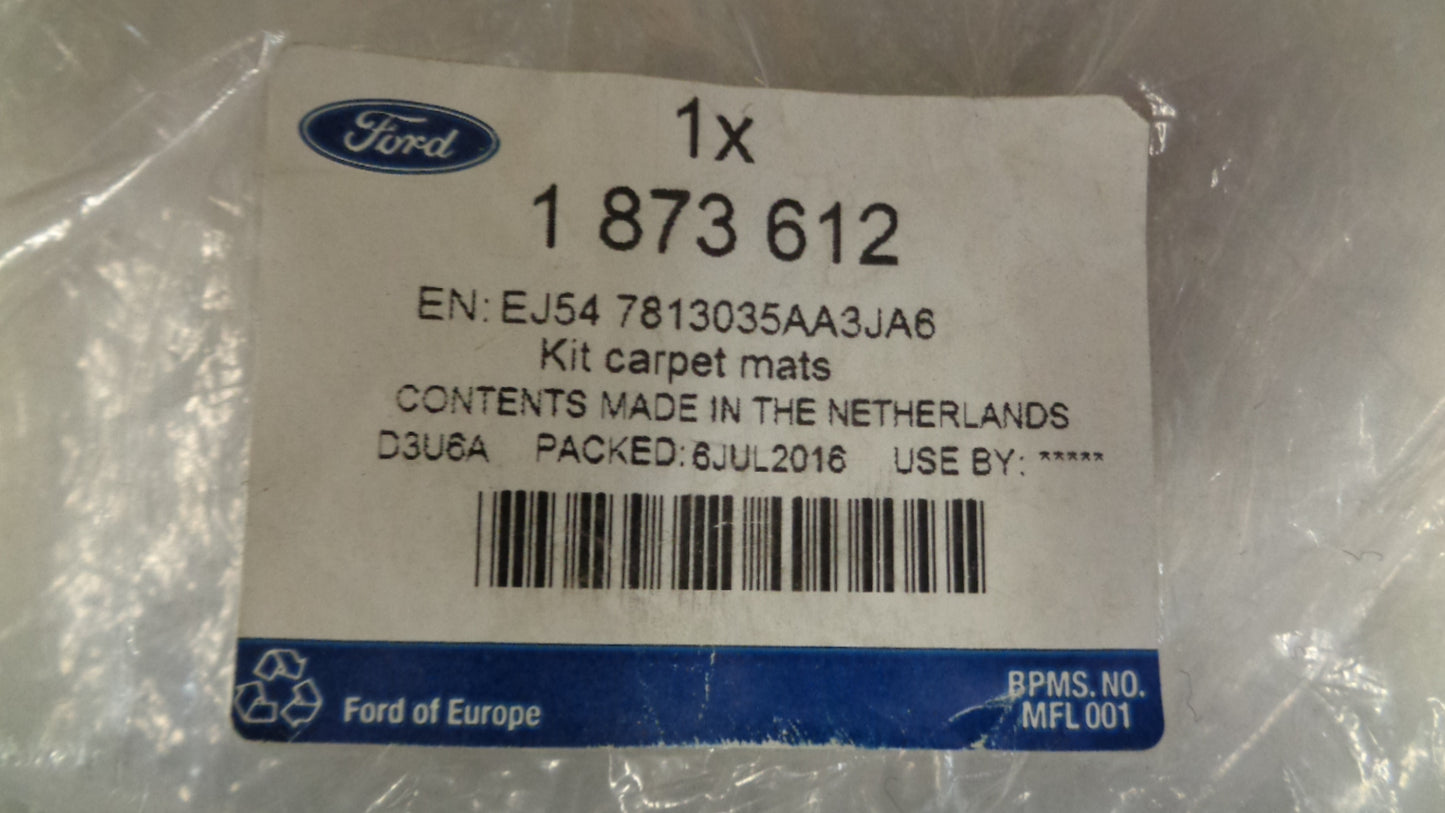 Ford
1x
1 873 612
EN: EJ54 7813035AA3JA6
Kit carpet mats
CONTENTS MADE IN THE NETHERLANDS
D3U6A PACKED: 6JUL2016 USE BY: *****
Ford of Europe
BPMS. NO.
MFL 001